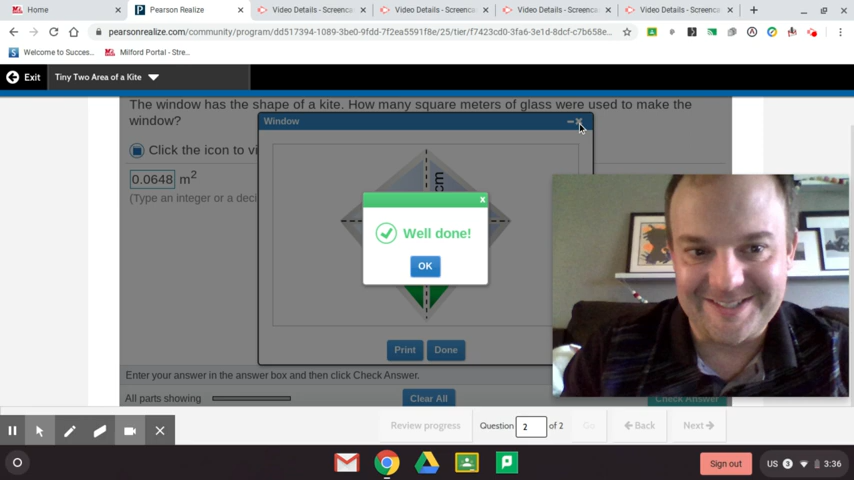 Home
Pearson Realize
Video Details - Screenca
Video Details - Screenca
Video Details - Screenca
Video Details - Screenca
pearsonrealize.com/community/program/dd517394-1089-3be0-9fdd-7f2ea5591f8e/25/tier/f7423cd0-3fa6-3e1d-8dcf-c7b658e...
Welcome to Succes...
Milford Portal - Stre...
Exit
Tiny Two Area of a Kite
The window has the shape of a kite. How many square meters of glass were used to make the
window?
Window
Click the icon to vi
cm
0.0648 m2
(Type an integer or a deci
Well done!
OK
Print
Done
Enter your answer in the answer box and then click Check Answer.
All parts showing
Clear All
Check Answer
Review progress
Question
2
of 2
Go
Back
Next
Sign out
US
3
3:36